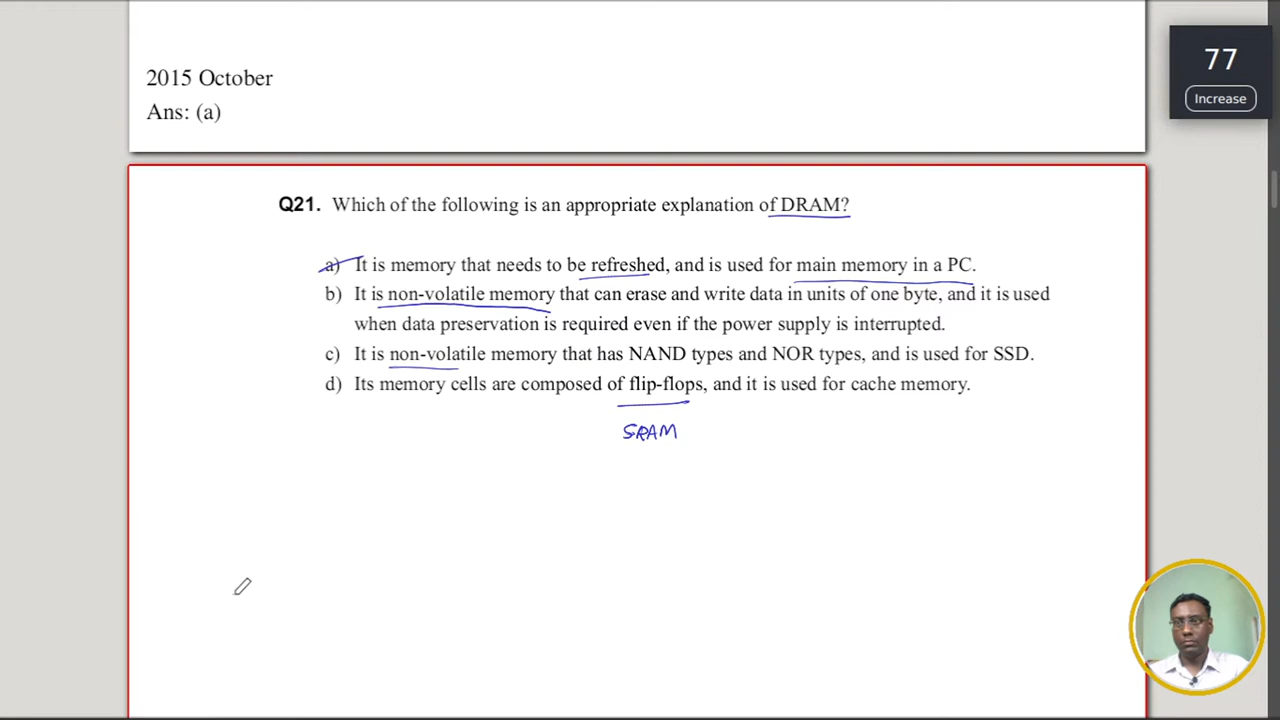 2015 October
Ans: (a)
77
Increase
Q21. Which of the following is an appropriate explanation of DRAM?
a) It is memory that needs to be refreshed, and is used for main memory in a PC.
b) It is non-volatile memory that can erase and write data in units of one byte, and it is used
when data preservation is required even if the power supply is interrupted.
c) It is non-volatile memory that has NAND types and NOR types, and is used for SSD.
d) Its memory cells are composed of flip-flops, and it is used for cache memory.
SRAM